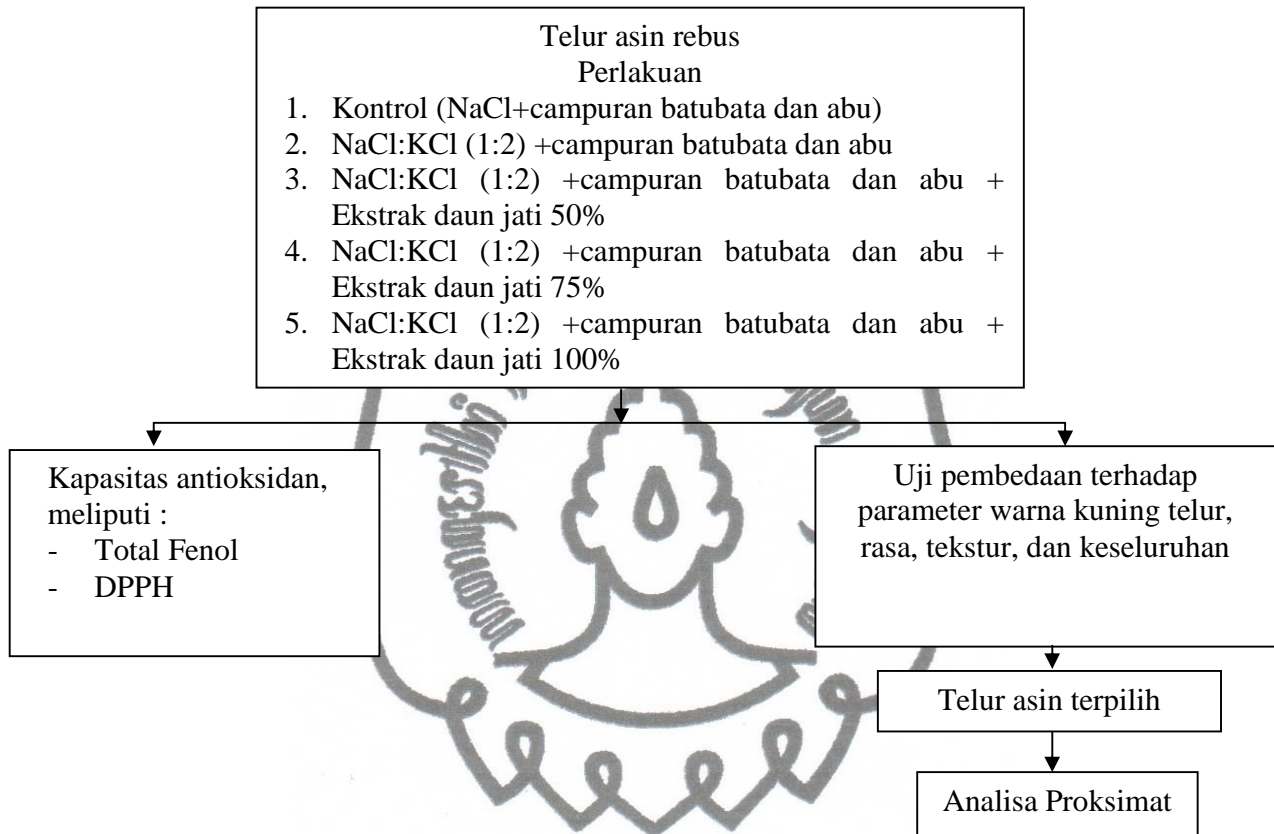 Telur asin rebus
Perlakuan
1. Kontrol (NaCl+campuran batubata dan abu)
2. NaCl:KCl (1:2) +campuran batubata dan abu
3. NaCl:KCl (1:2) +campuran batubata dan abu +
Ekstrak daun jati 50%
4. NaCl:KCl (1:2) +campuran batubata dan abu +
Ekstrak daun jati 75%
5. NaCl:KCl (1:2) +campuran batubata dan abu +
Ekstrak daun jati 100%
Kapasitas antioksidan,
meliputi :
- Total Fenol
- DPPH
Uji pembedaan terhadap
parameter warna kuning telur,
rasa, tekstur, dan keseluruhan
Telur asin terpilih
Analisa Proksimat